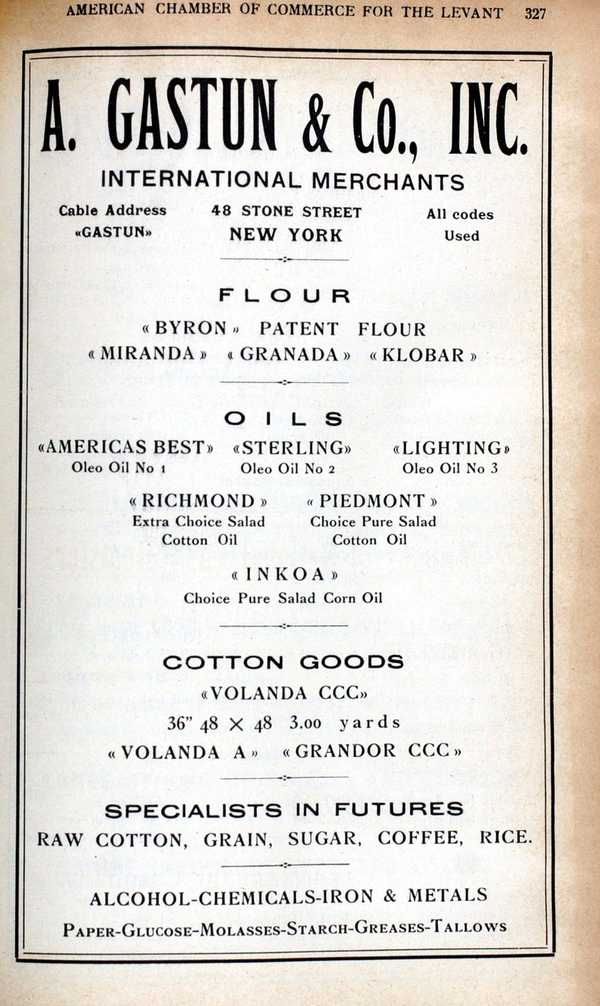 AMERICAN CHAMBER OF COMMERCE FOR THE LEVANT 327
A. GASTUN & Co., INC.
INTERNATIONAL MERCHANTS
Cable Address 48 STONE STREET All codes
«GASTUN» NEW YORK Used
FLOUR
«BYRON» PATENT FLOUR
«MIRANDA» «GRANADA» «KLOBAR»
OILS
«AMERICAS BEST» «STERLING» «LIGHTING»
Oleo Oil No 1 Oleo Oil No 2 Oleo Oil No 3
«RICHMOND» «PIEDMONT»
Extra Choice Salad Choice Pure Salad
Cotton Oil Cotton Oil
«INKOA»
Choice Pure Salad Corn Oil
COTTON GOODS
«VOLANDA CCC»
36” 48 × 48 3.00 yards
«VOLANDA A» «GRANDOR CCC»
SPECIALISTS IN FUTURES
RAW COTTON, GRAIN, SUGAR, COFFEE, RICE.
ALCOHOL-CHEMICALS-IRON & METALS
PAPER-GLUCOSE-MOLASSES-STARCH-GREASES-TALLOWS